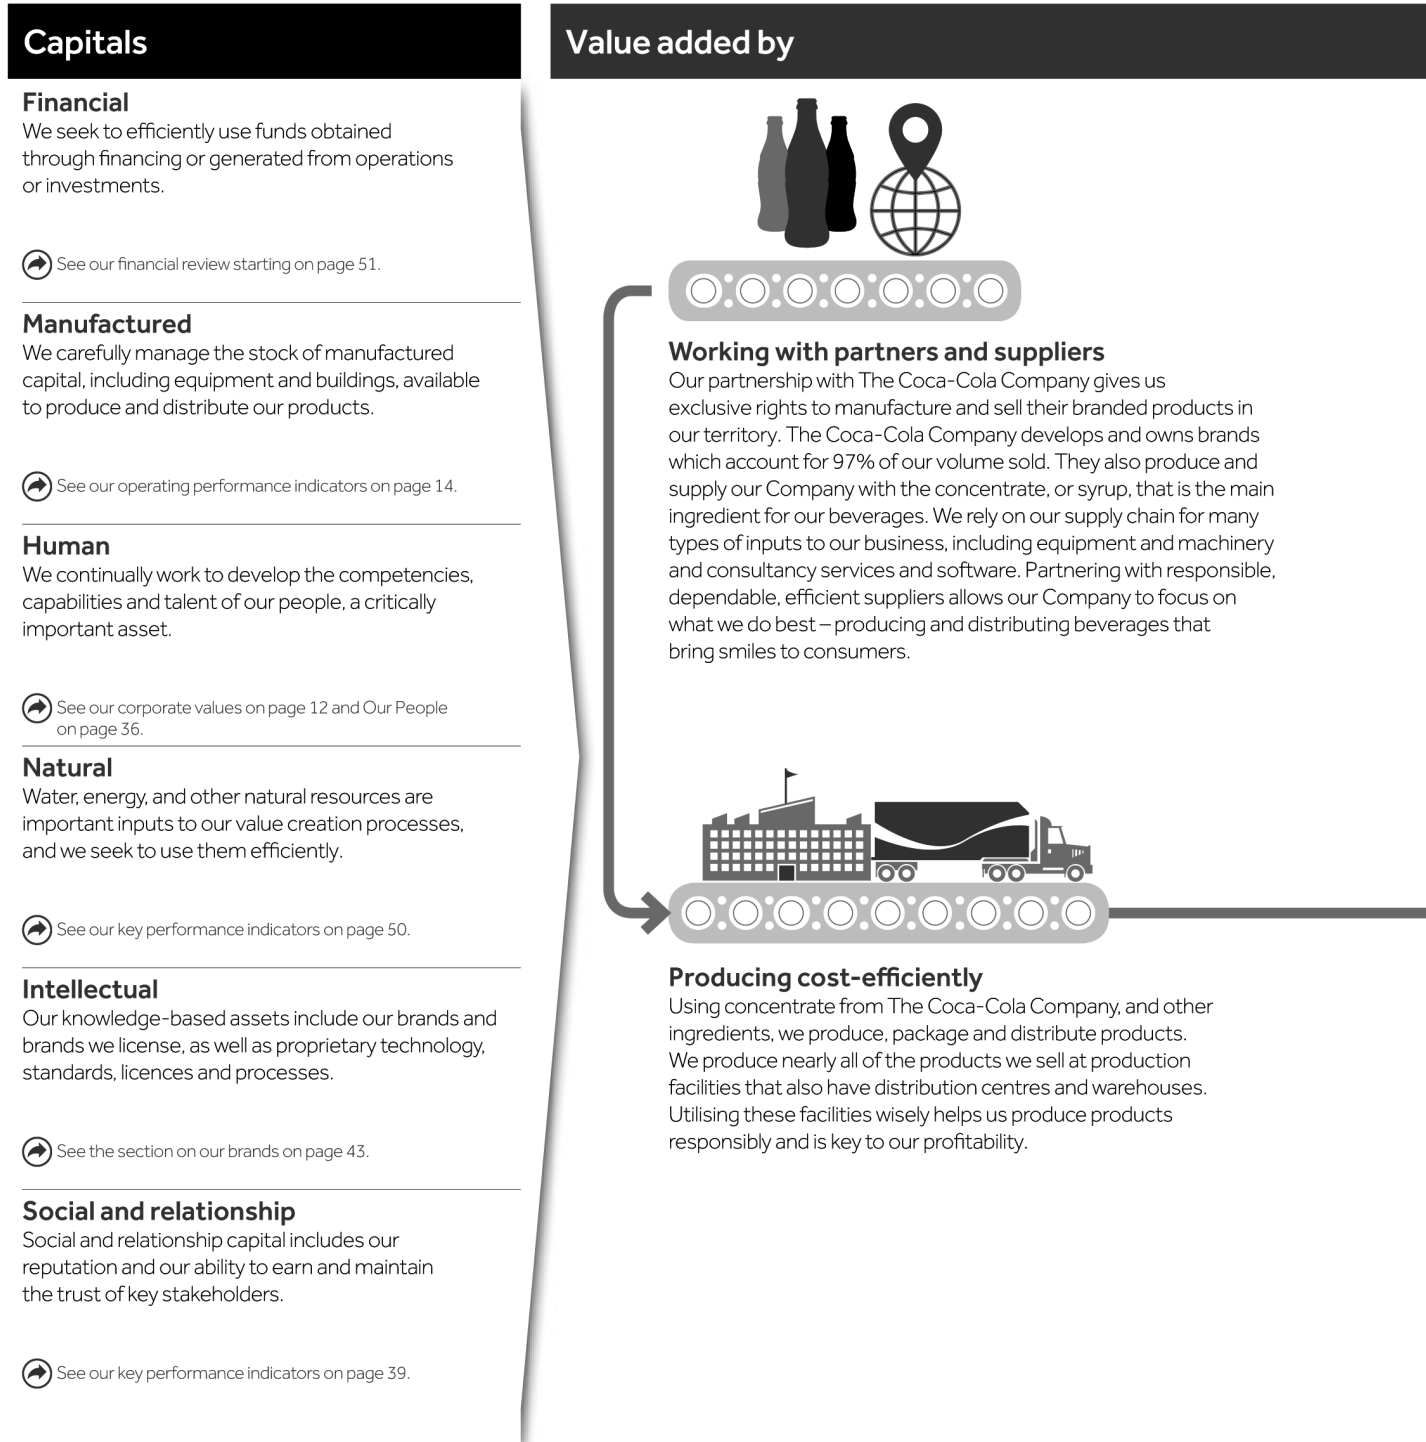 Capitals
Financial
We seek to efficiently use funds obtained
through financing or generated from operations
or investments.
See our financial review starting on page 51.
Manufactured
We carefully manage the stock of manufactured
capital, including equipment and buildings, available
to produce and distribute our products.
See our operating performance indicators on page 14.
Human
We continually work to develop the competencies,
capabilities and talent of our people, a critically
important asset.
See our corporate values on page 12 and Our People
on page 36.
Natural
Water, energy, and other natural resources are
important inputs to our value creation processes,
and we seek to use them efficiently.
See our key performance indicators on page 50.
Intellectual
Our knowledge-based assets include our brands and
brands we license, as well as proprietary technology,
standards, licences and processes.
See the section on our brands on page 43.
Social and relationship
Social and relationship capital includes our
reputation and our ability to earn and maintain
the trust of key stakeholders.
See our key performance indicators on page 39.
Value added by
Working with partners and suppliers
Our partnership with The Coca-Cola Company gives us
exclusive rights to manufacture and sell their branded products in
our territory. The Coca-Cola Company develops and owns brands
which account for 97% of our volume sold. They also produce and
supply our Company with the concentrate, or syrup, that is the main
ingredient for our beverages. We rely on our supply chain for many
types of inputs to our business, including equipment and machinery
and consultancy services and software. Partnering with responsible,
dependable, efficient suppliers allows our Company to focus on
what we do best – producing and distributing beverages that
bring smiles to consumers.
Producing cost-efficiently
Using concentrate from The Coca-Cola Company, and other
ingredients, we produce, package and distribute products.
We produce nearly all of the products we sell at production
facilities that also have distribution centres and warehouses.
Utilising these facilities wisely helps us produce products
responsibly and is key to our profitability.